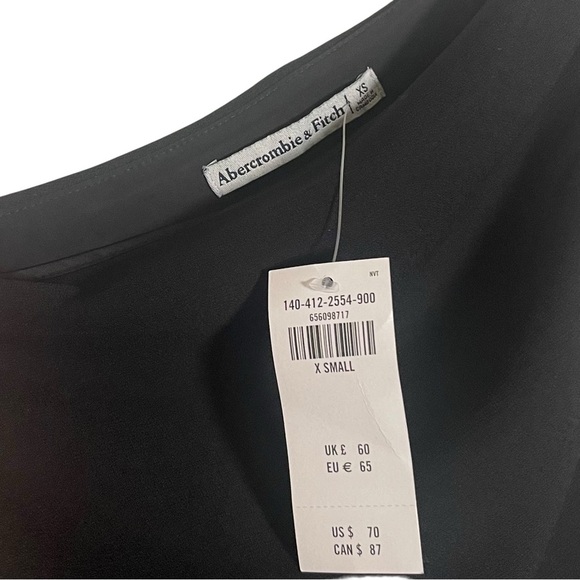 Abercrombie & Fitch
XS
NVT
140-412-2554-900
656098717
X SMALL
UK £ 60
EU € 65
US $ 70
CAN $ 87